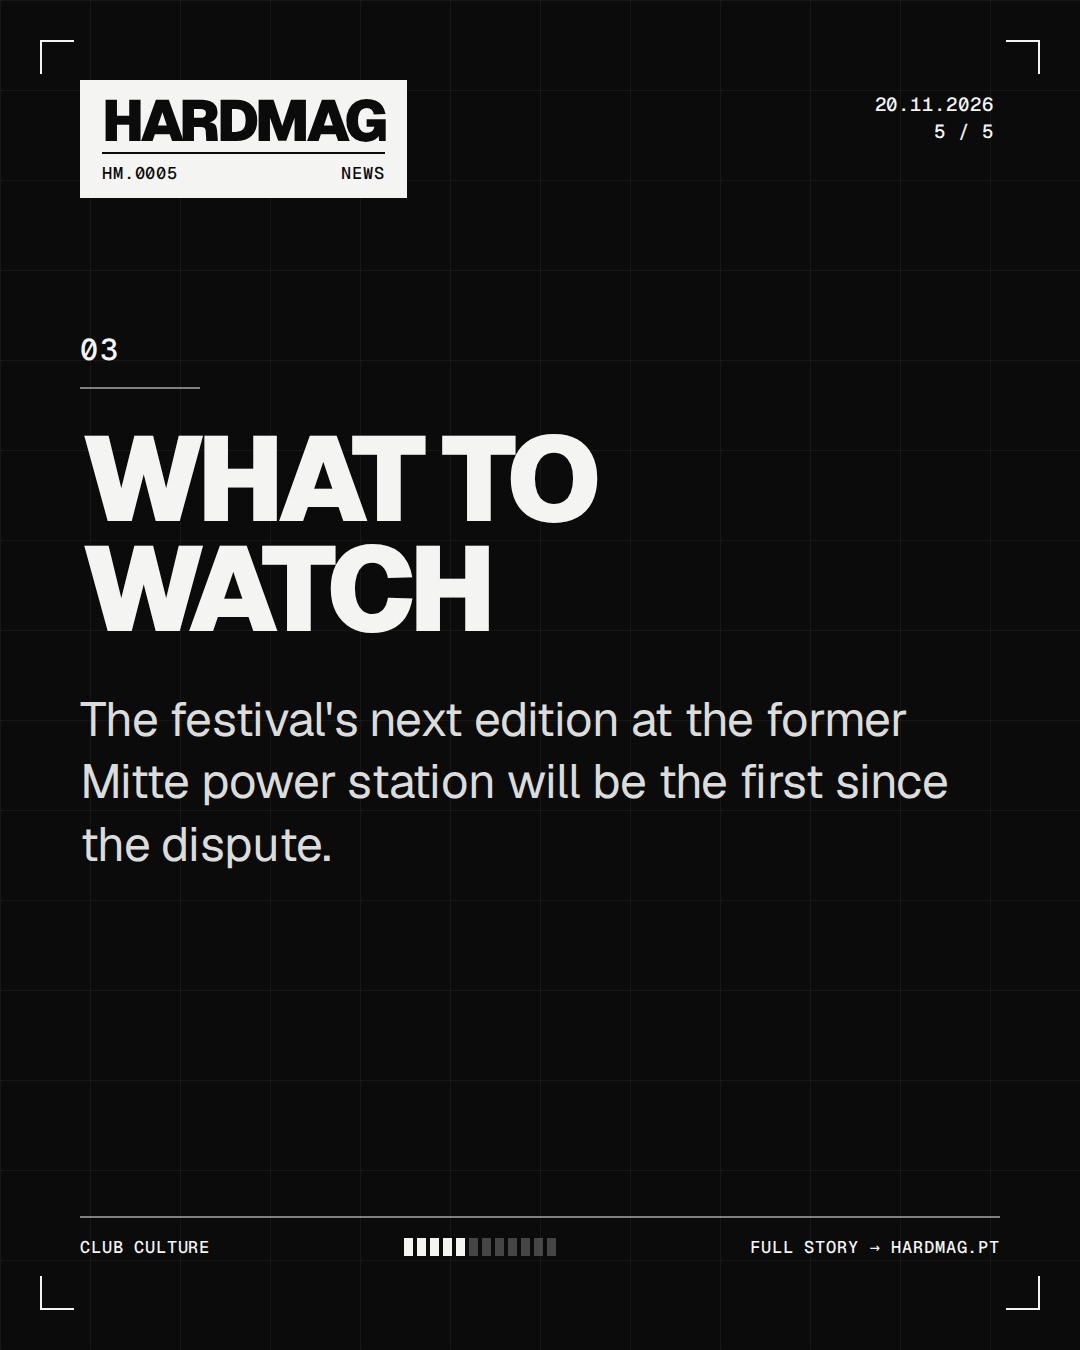 HARDMAG
HM.0005 NEWS
20.11.2026
5 / 5
03
WHAT TO
WATCH
The festival's next edition at the former
Mitte power station will be the first since
the dispute.
CLUB CULTURE
FULL STORY → HARDMAG.PT